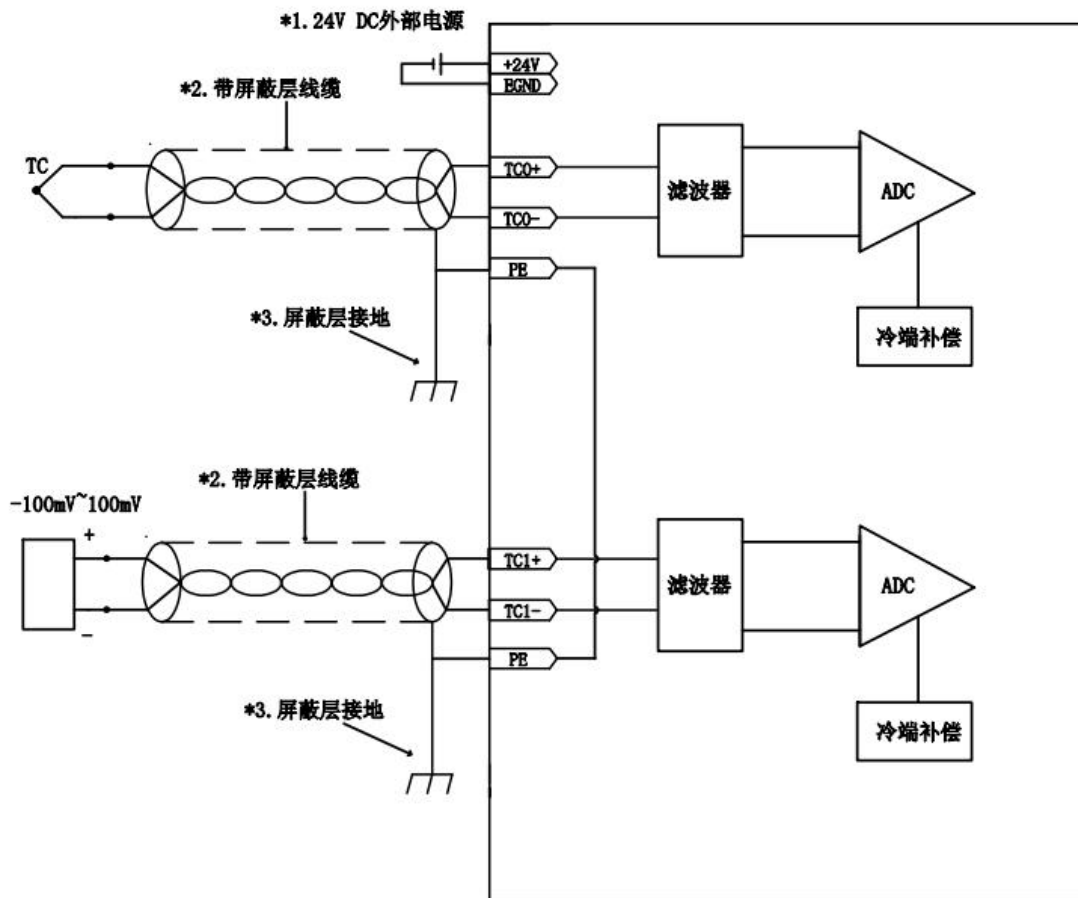 *1.24V DC外部电源
+24V
EGND
*2.带屏蔽层线缆
TC
TC0+
TC0-
PE
滤波器
ADC
冷端补偿
*3.屏蔽层接地
*2.带屏蔽层线缆
-100mV~100mV
+
-
TC1+
TC1-
PE
滤波器
ADC
冷端补偿
*3.屏蔽层接地